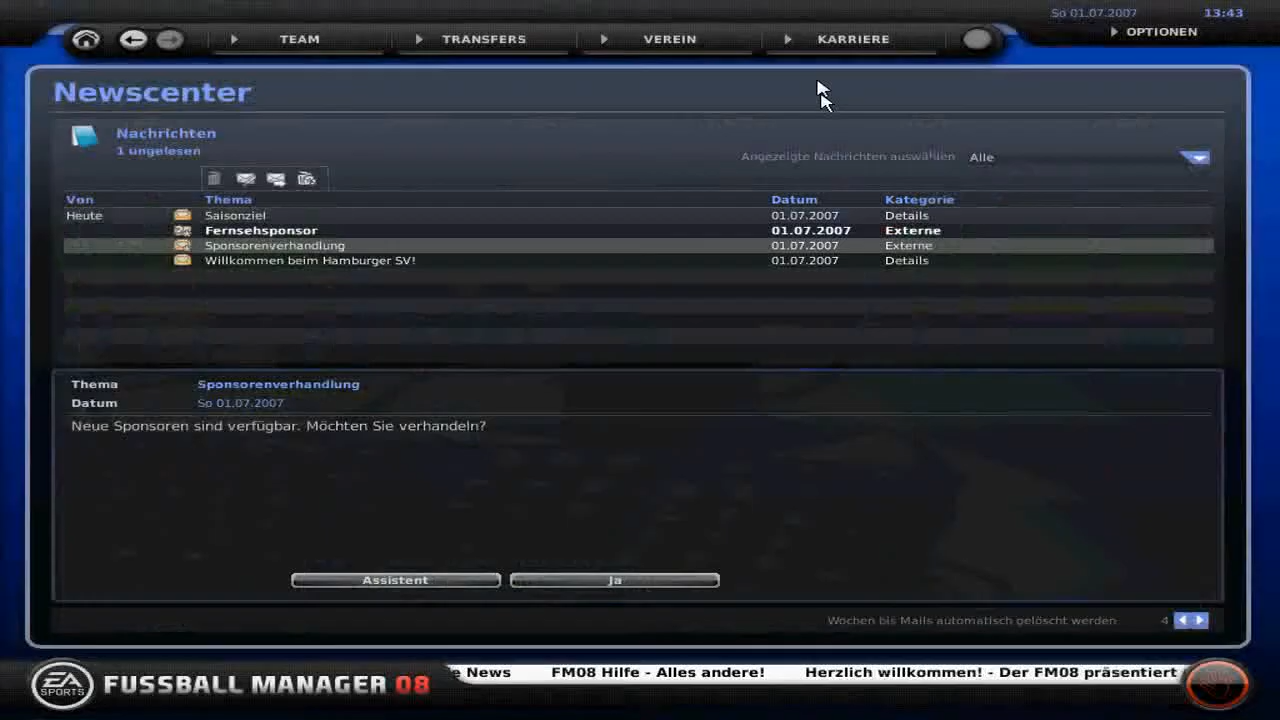 So 01.07.2007 13:43
TEAM TRANSFERS VEREIN KARRIERE OPTIONEN
Newscenter
Nachrichten
1 ungelesen
Angezeigte Nachrichten auswählen Alle
Von Thema Datum Kategorie
Heute Saisonziel 01.07.2007 Details
Fernsehsponsor 01.07.2007 Externe
Sponsorenverhandlung 01.07.2007 Externe
Willkommen beim Hamburger SV! 01.07.2007 Details
Thema Sponsorenverhandlung
Datum So 01.07.2007
Neue Sponsoren sind verfügbar. Möchten Sie verhandeln?
Assistent Ja
Wochen bis Mails automatisch gelöscht werden 4
EA SPORTS FUSSBALL MANAGER 08 e News FM08 Hilfe - Alles andere! Herzlich willkommen! - Der FM08 präsentiert